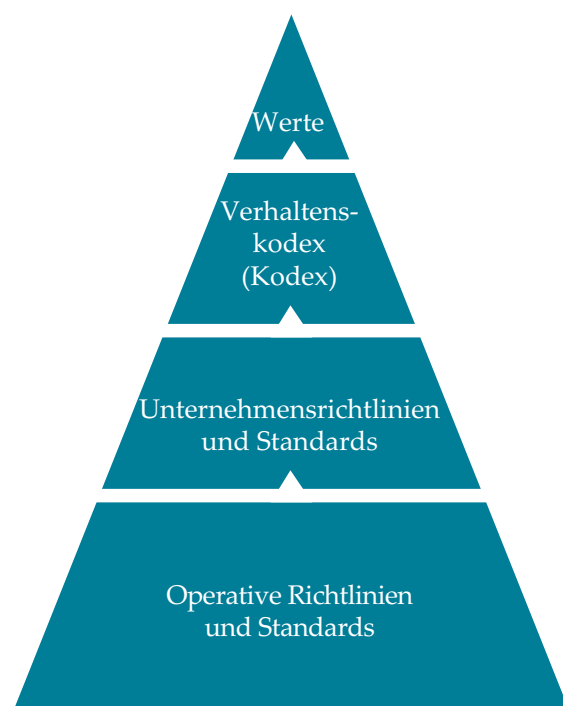 Werte
Verhaltens-
kodex
(Kodex)
Unternehmensrichtlinien
und Standards
Operative Richtlinien
und Standards